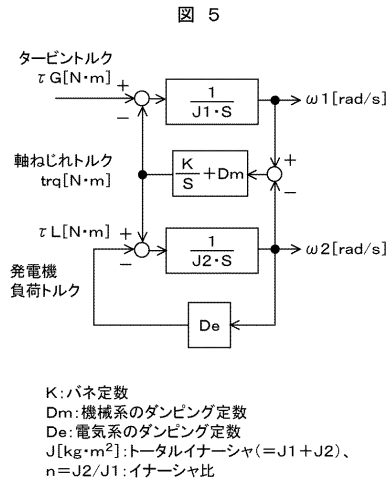 図 5
タービントルク
τG[N・m]
+
−
1
J1・S
ω1[rad/s]
軸ねじれトルク
trq[N・m]
K
S
+Dm
+
−
τL[N・m]
+
−
1
J2・S
ω2[rad/s]
発電機
負荷トルク
De
K:バネ定数
Dm:機械系のダンピング定数
De:電気系のダンピング定数
J[kg・m²]:トータルイナーシャ(=J1+J2)、
n=J2/J1:イナーシャ比